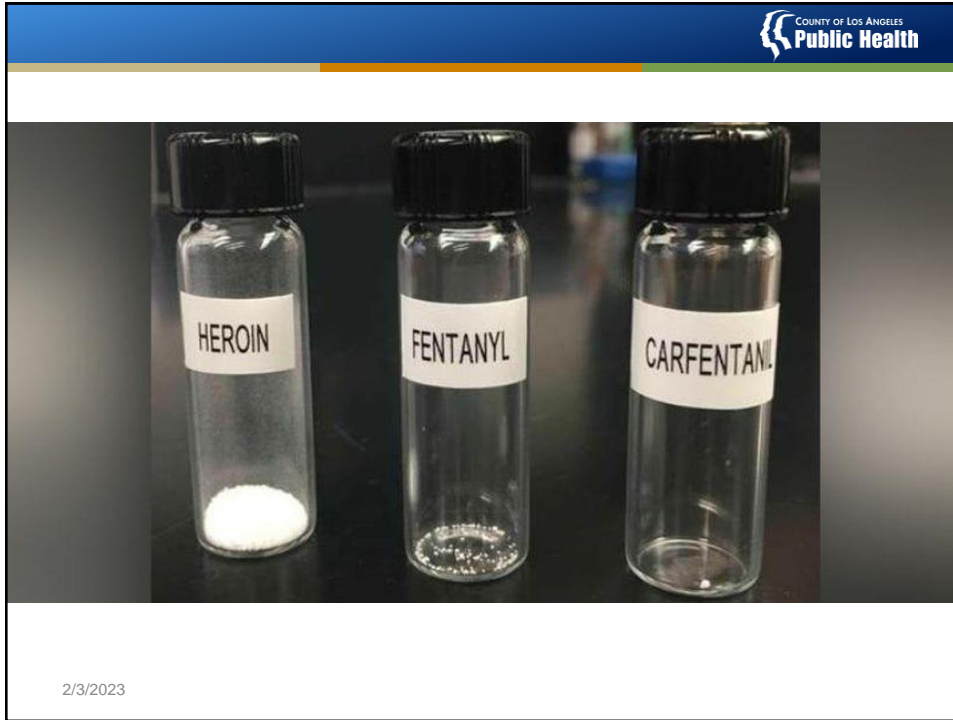 COUNTY OF LOS ANGELES
Public Health
HEROIN
FENTANYL
CARFENTANIL
2/3/2023